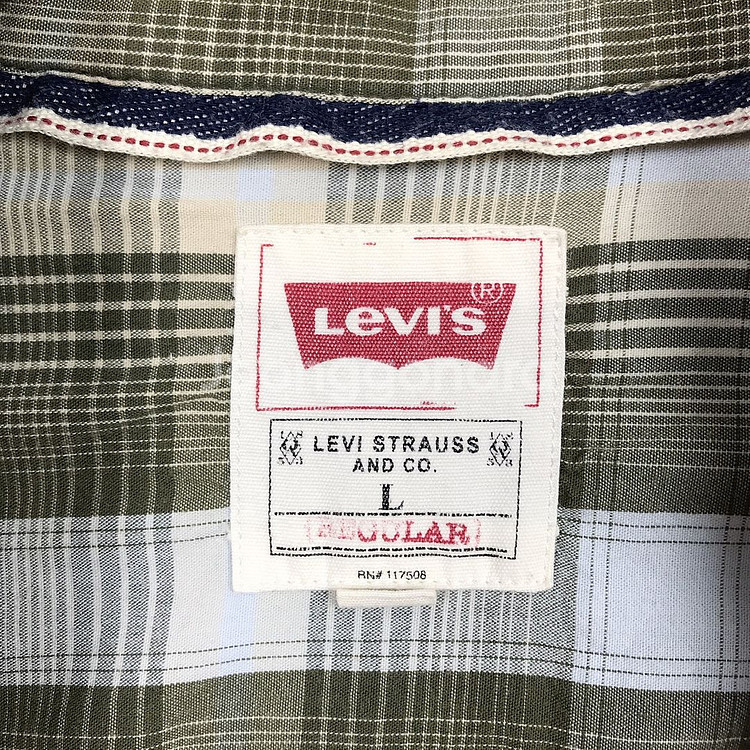 LEVI'S ®
LEVI STRAUSS
AND CO.
L
REGULAR
RN# 117508